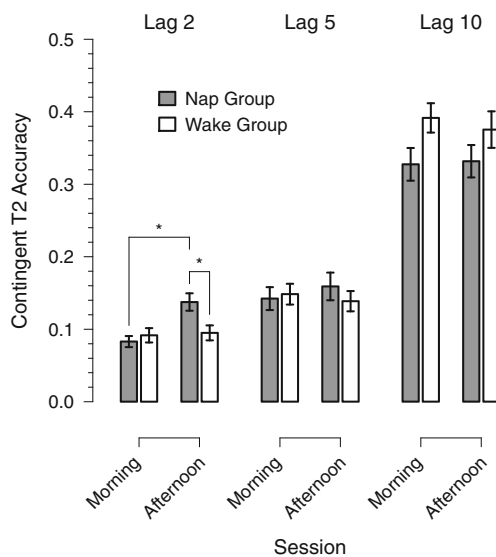 Lag 2 Lag 5 Lag 10
0.5
0.4
0.3
0.2
0.1
0.0
Contingent T2 Accuracy
Nap Group
Wake Group
*
*
Morning Afternoon Morning Afternoon Morning Afternoon
Session